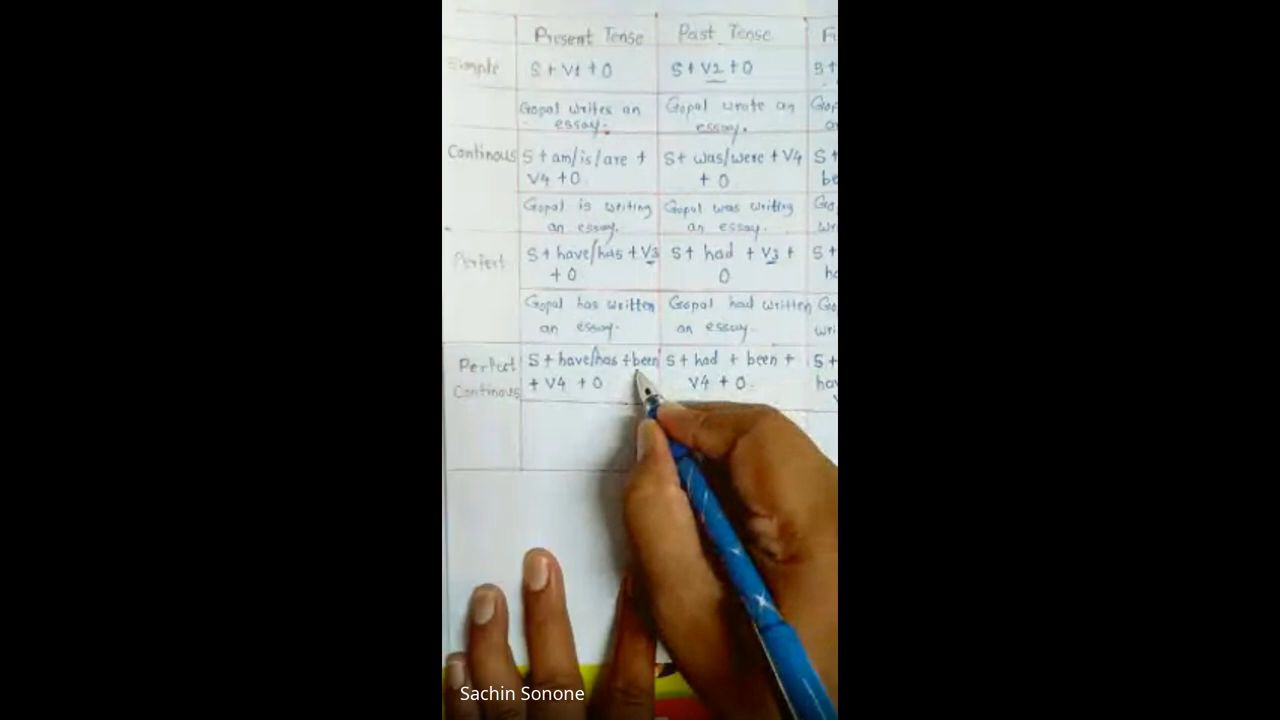 Present Tense Past Tense
Simple S + V1 + O S + V2 + O
Gopal writes an Gopal wrote an
essay. essay.
Continous S + am/is/are + S + was/were + V4
V4 + O. + O
Gopal is writing Gopal was writing
an essay. an essay.
Perfect S + have/has + V3 S + had + V3 +
+ O O
Gopal has written Gopal had written
an essay. an essay.
Perfect S + have/has + been S + had + been +
Continous + V4 + O V4 + O.
Sachin Sonone